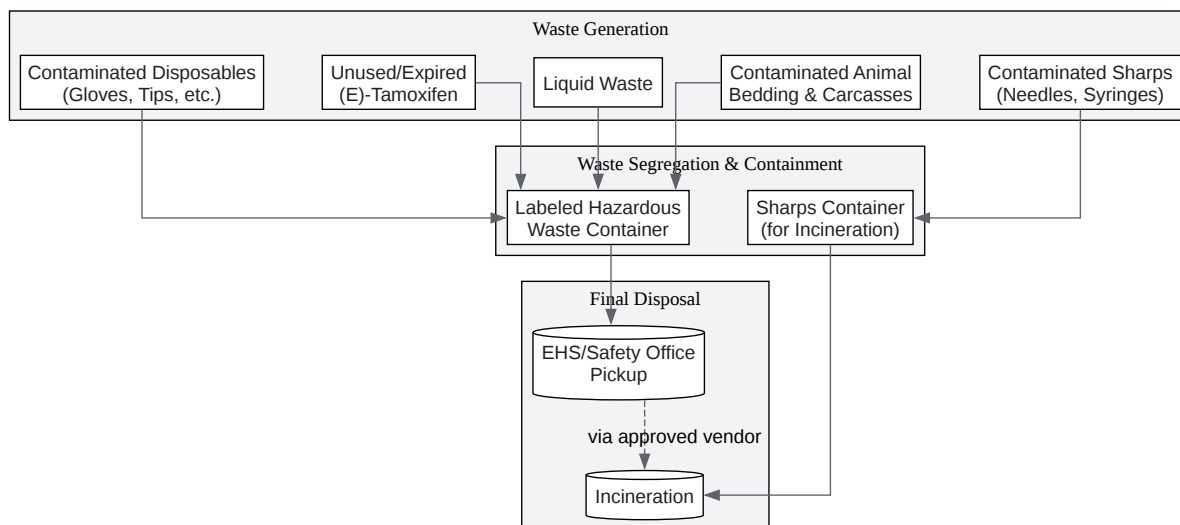 Waste Generation
Contaminated Disposables
(Gloves, Tips, etc.)
Unused/Expired
(E)-Tamoxifen
Liquid Waste
Contaminated Animal
Bedding & Carcasses
Contaminated Sharps
(Needles, Syringes)
Waste Segregation & Containment
Labeled Hazardous
Waste Container
Sharps Container
(for Incineration)
Final Disposal
EHS/Safety Office
Pickup
via approved vendor
Incineration